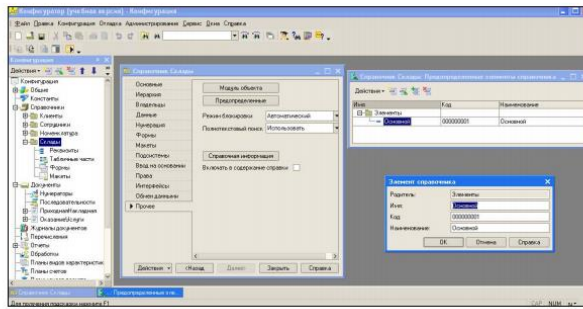 Конфигуратор (учебная версия) - Конфигурация
Файл Правка Конфигурация Отладка Администрирование Сервис Окна Справка
Конфигурация
Действия
Конфигурация
Общие
Константы
Справочники
Клиенты
Сотрудники
Номенклатура
Склады
Реквизиты
Табличные части
Формы
Макеты
Документы
Нумераторы
Последовательности
ПриходнаяНакладная
ОказаниеУслуги
Журналы документов
Перечисления
Отчеты
Обработки
Планы видов характеристик
Планы счетов
Справочник Склады
Основные
Иерархия
Владельцы
Данные
Нумерация
Формы
Макеты
Подсистемы
Ввод на основании
Права
Интерфейсы
Обмен данными
Прочее
Модуль объекта
Предопределенные
Режим блокировки Автоматический
Полнотекстовый поиск: Использовать
Справочная информация
Включать в содержание справки
Действия <Назад Далее> Закрыть Справка
Справочник Склады: Предопределенные элементы справочника
Действия
Имя Код Наименование
Элементы
Основной 000000001 Основной
Элемент справочника
Родитель: Элементы
Имя: Основной
Код: 000000001
Наименование: Основной
OK Отмена Справка
Справочник Склады Предопределенные эле...
Для получения подсказки нажмите F1
CAP NUM ru